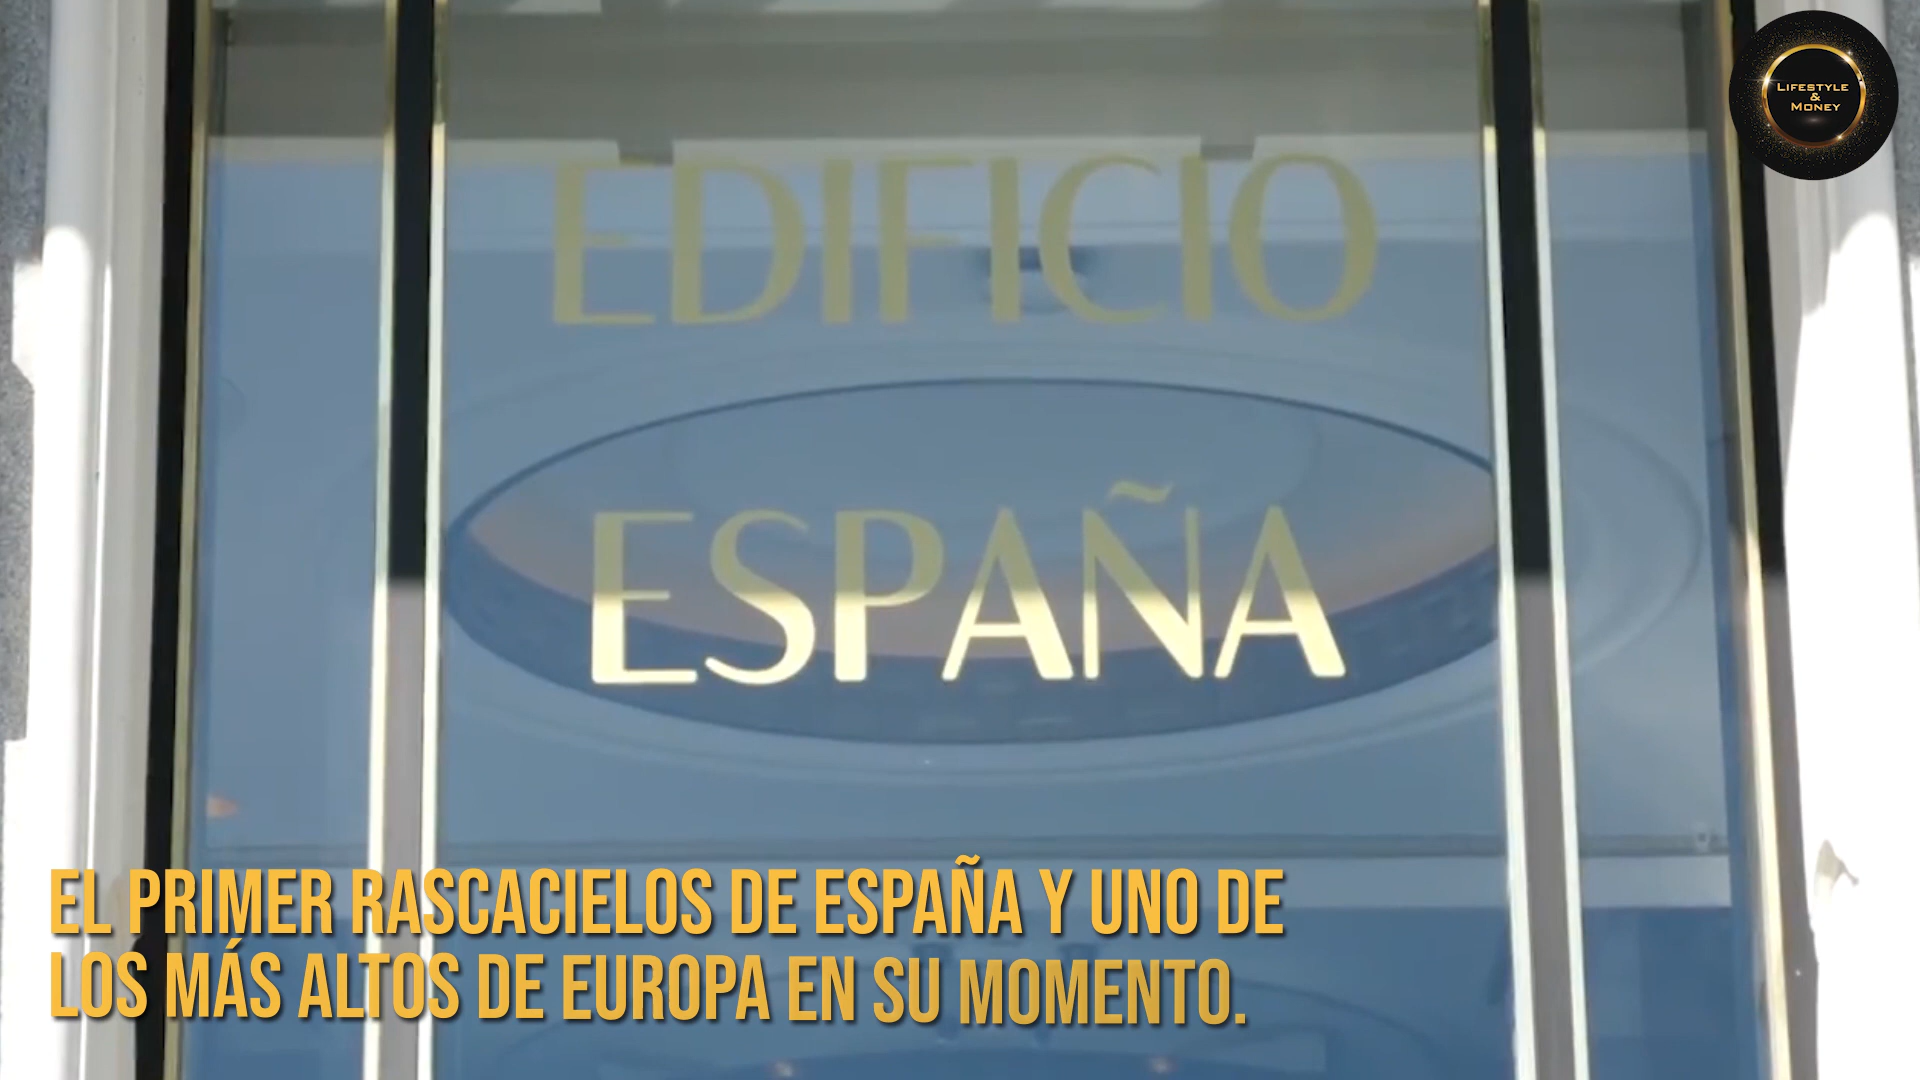 LIFESTYLE
&
MONEY
EDIFICIO
ESPAÑA
EL PRIMER RASCACIELOS DE ESPAÑA Y UNO DE
LOS MÁS ALTOS DE EUROPA EN SU MOMENTO.